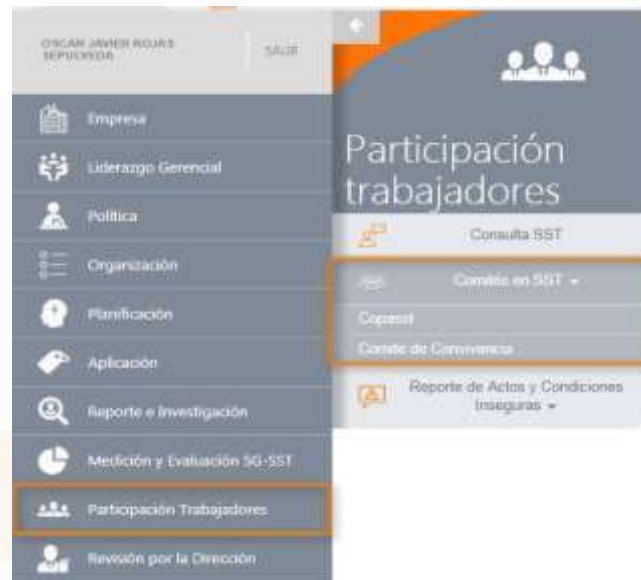 OSCAR JAVIER ROJAS
SEPULVEDA
SALIR
Empresa
Liderazgo Gerencial
Política
Organización
Planificación
Aplicación
Reporte e Investigación
Medición y Evaluación SG-SST
Participación Trabajadores
Revisión por la Dirección
Participación
trabajadores
Consulta SST
Comités en SST
Copasst
Comite de Convivencia
Reporte de Actos y Condiciones
Inseguras